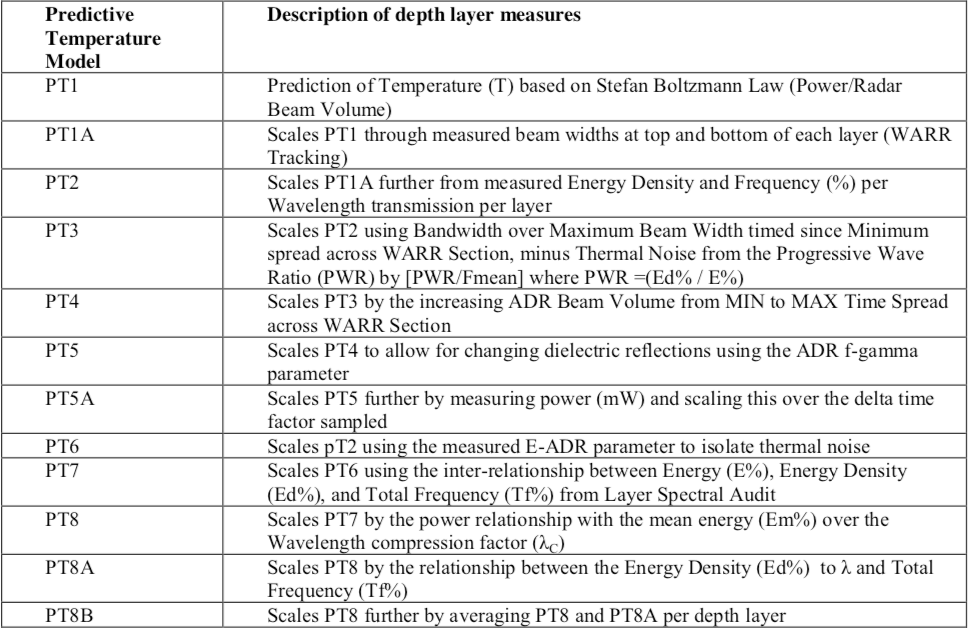 Predictive
Temperature
Model
Description of depth layer measures
PT1
Prediction of Temperature (T) based on Stefan Boltzmann Law (Power/Radar
Beam Volume)
PT1A
Scales PT1 through measured beam widths at top and bottom of each layer (WARR
Tracking)
PT2
Scales PT1A further from measured Energy Density and Frequency (%) per
Wavelength transmission per layer
PT3
Scales PT2 using Bandwidth over Maximum Beam Width timed since Minimum
spread across WARR Section, minus Thermal Noise from the Progressive Wave
Ratio (PWR) by [PWR/Fmean] where PWR =(Ed% / E%)
PT4
Scales PT3 by the increasing ADR Beam Volume from MIN to MAX Time Spread
across WARR Section
PT5
Scales PT4 to allow for changing dielectric reflections using the ADR f-gamma
parameter
PT5A
Scales PT5 further by measuring power (mW) and scaling this over the delta time
factor sampled
PT6
Scales pT2 using the measured E-ADR parameter to isolate thermal noise
PT7
Scales PT6 using the inter-relationship between Energy (E%), Energy Density
(Ed%), and Total Frequency (Tf%) from Layer Spectral Audit
PT8
Scales PT7 by the power relationship with the mean energy (Em%) over the
Wavelength compression factor (λC)
PT8A
Scales PT8 by the relationship between the Energy Density (Ed%) to λ and Total
Frequency (Tf%)
PT8B
Scales PT8 further by averaging PT8 and PT8A per depth layer